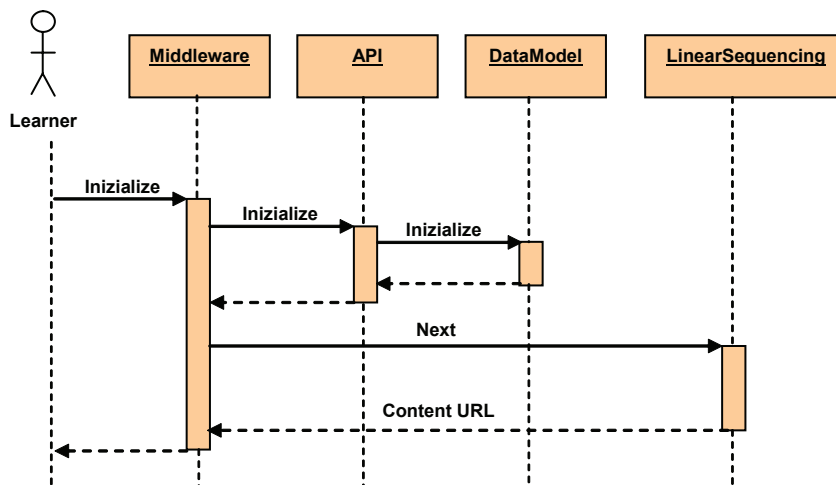 Middleware
API
DataModel
LinearSequencing
Learner
Inizialize
Inizialize
Inizialize
Next
Content URL